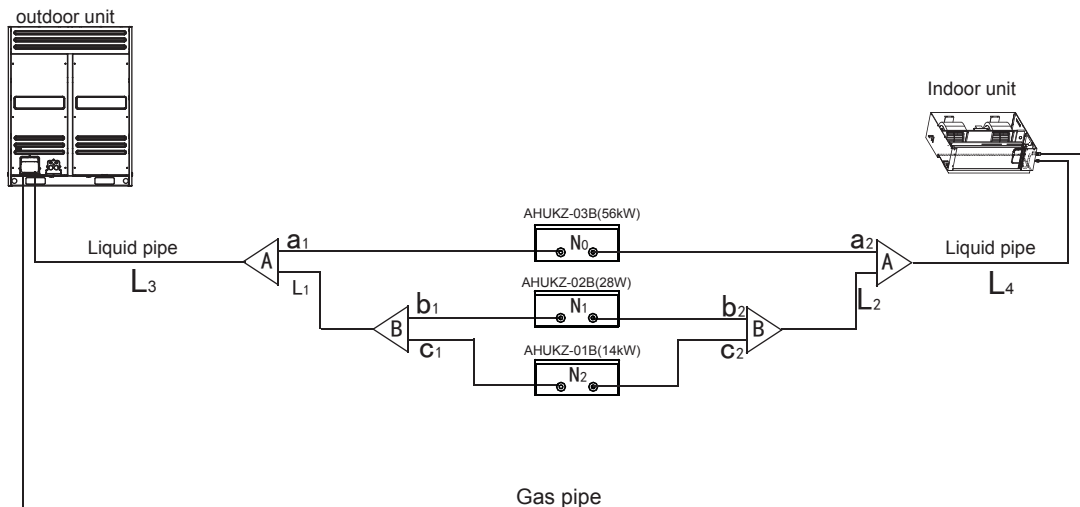 outdoor unit
Indoor unit
AHUKZ-03B(56kW)
Liquid pipe
L3
A
a1
N0
a2
A
Liquid pipe
L4
L1
AHUKZ-02B(28W)
L2
B
b1
N1
b2
B
c1
AHUKZ-01B(14kW)
c2
N2
Gas pipe